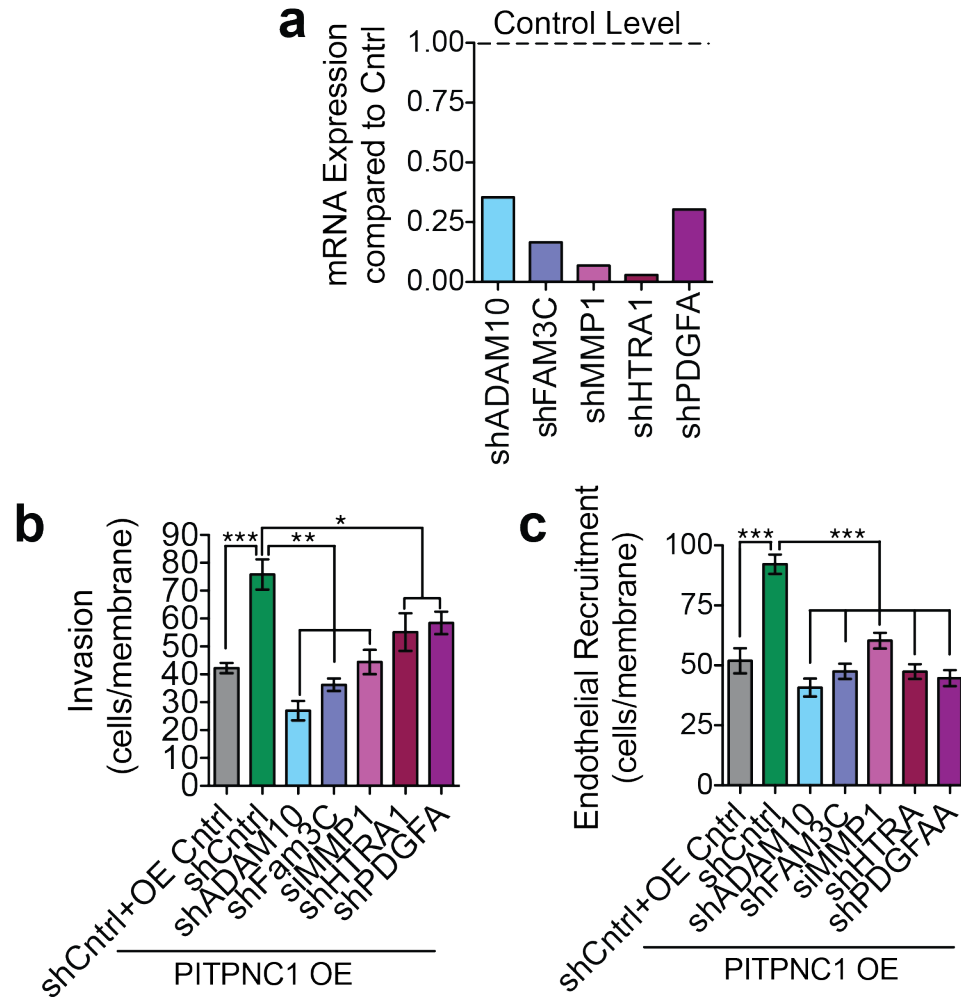 a
Control Level
mRNA Expression
compared to Cntrl
1.00
0.75
0.50
0.25
0.00
shADAM10
shFAM3C
shMMP1
shHTRA1
shPDGFA
b
Invasion
(cells/membrane)
90
80
70
60
50
40
30
20
10
0
***
**
*
shCntrl+OE Cntrl
shCntrl
shADAM10
shFam3C
siMMP1
shHTRA1
shPDGFA
PITPNC1 OE
c
Endothelial Recruitment
(cells/membrane)
100
75
50
25
0
***
***
shCntrl+OE Cntrl
shCntrl
shADAM10
shFAM3C
siMMP1
shHTRA
shPDGFAA
PITPNC1 OE